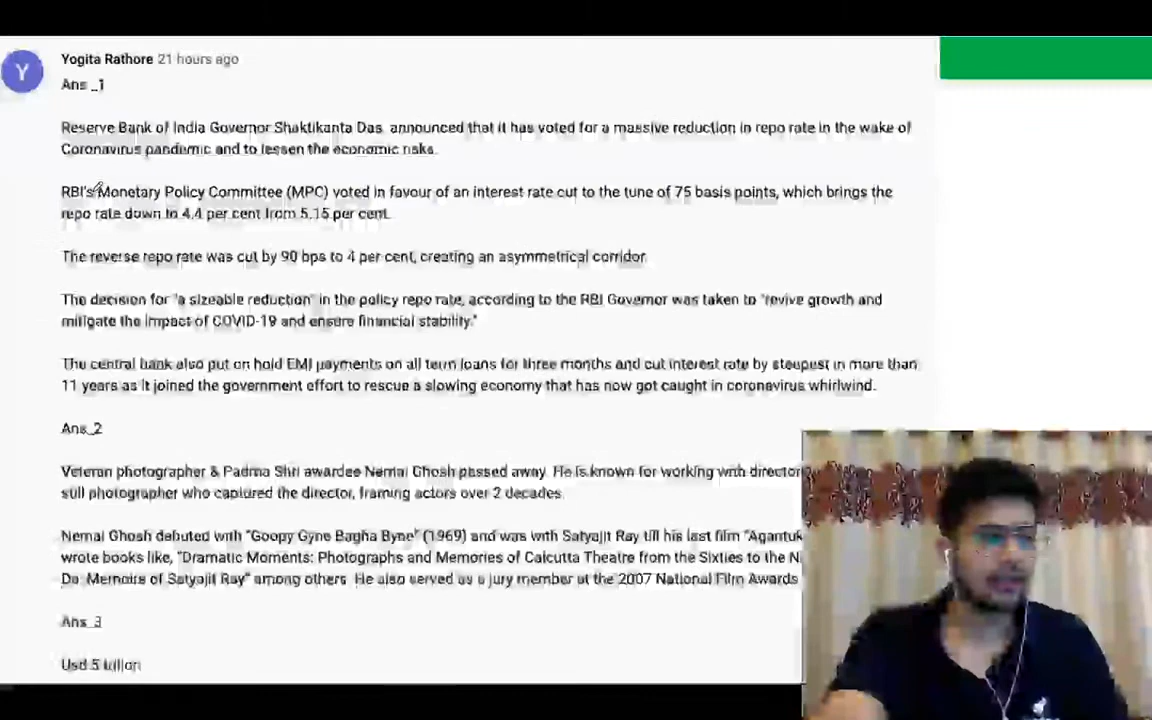 Y
Yogita Rathore 21 hours ago
Ans _1
Reserve Bank of India Governor Shaktikanta Das announced that it has voted for a massive reduction in repo rate in the wake of
Coronavirus pandemic and to lessen the economic risks.
RBI's Monetary Policy Committee (MPC) voted in favour of an interest rate cut to the tune of 75 basis points, which brings the
repo rate down to 4.4 per cent from 5.15 per cent.
The reverse repo rate was cut by 90 bps to 4 per cent, creating an asymmetrical corridor.
The decision for "a sizeable reduction" in the policy repo rate, according to the RBI Governor was taken to "revive growth and
mitigate the impact of COVID-19 and ensure financial stability."
The central bank also put on hold EMI payments on all term loans for three months and cut interest rate by steepest in more than
11 years as it joined the government effort to rescue a slowing economy that has now got caught in coronavirus whirlwind.
Ans_2
Veteran photographer & Padma Shri awardee Nemai Ghosh passed away. He is known for working with director
still photographer who captured the director, framing actors over 2 decades.
Nemai Ghosh debuted with "Goopy Gyne Bagha Byne" (1969) and was with Satyajit Ray till his last film "Agantuk
wrote books like, "Dramatic Moments: Photographs and Memories of Calcutta Theatre from the Sixties to the Ni
Da: Memoirs of Satyajit Ray" among others. He also served as a jury member at the 2007 National Film Awards
Ans_3
Usd 5 trillion